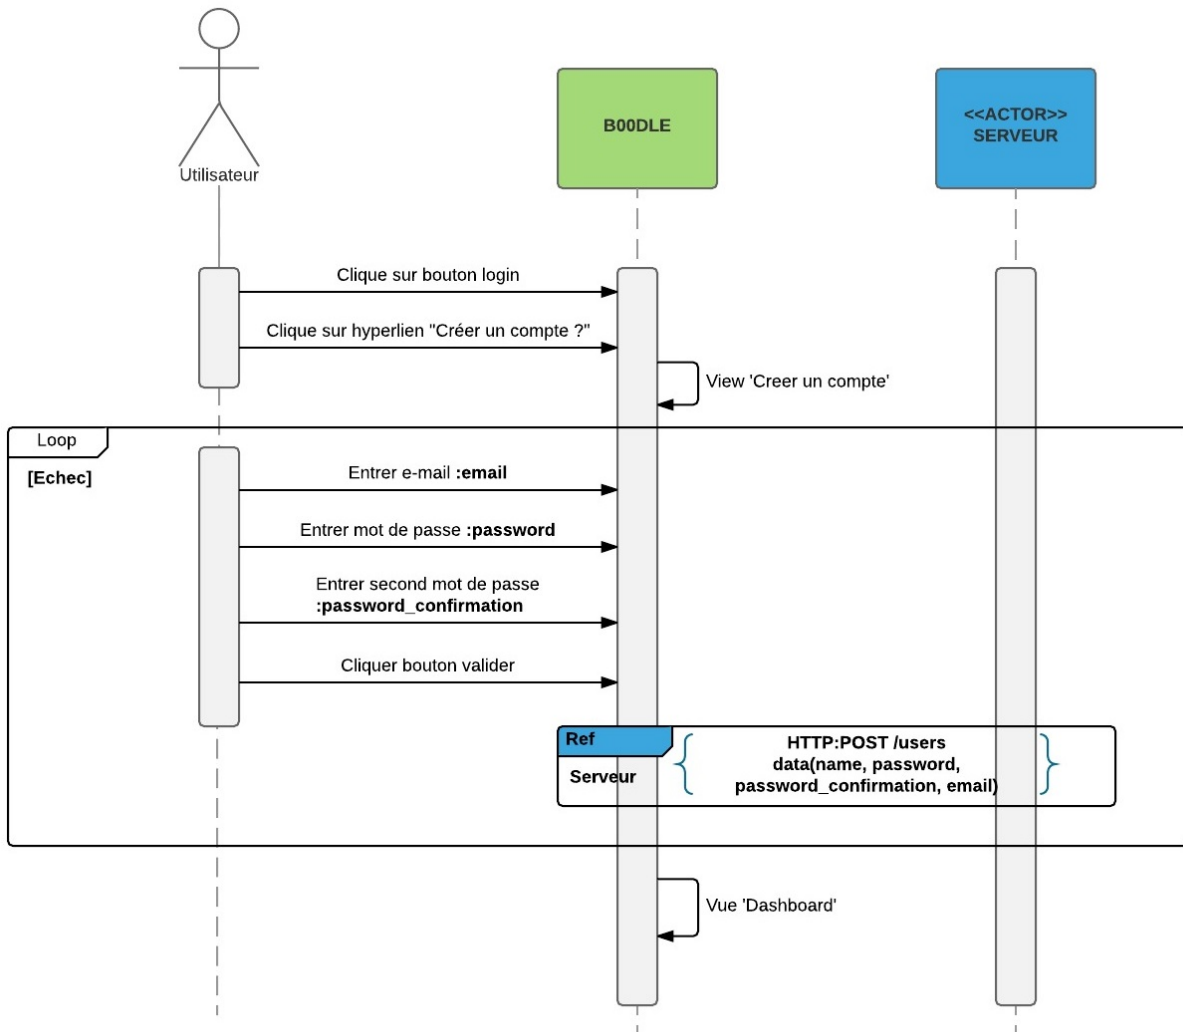 B00DLE
<<ACTOR>>
SERVEUR
Utilisateur
Clique sur bouton login
Clique sur hyperlien "Créer un compte ?"
View 'Creer un compte'
Loop
[Echec]
Entrer e-mail :email
Entrer mot de passe :password
Entrer second mot de passe
:password_confirmation
Cliquer bouton valider
Ref
Serveur
HTTP:POST /users
data(name, password,
password_confirmation, email)
Vue 'Dashboard'